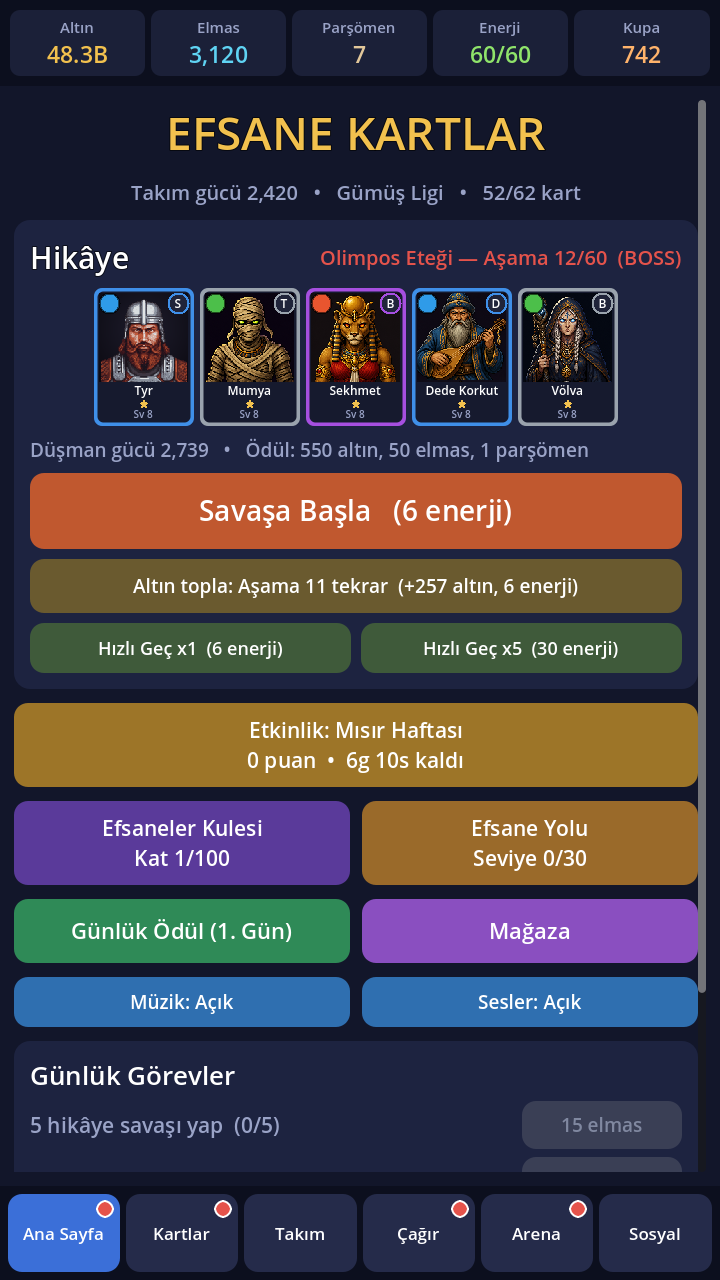 Altın Elmas Parşömen Enerji Kupa
48.3B 3,120 7 60/60 742
EFSANE KARTLAR
Takım gücü 2,420 • Gümüş Ligi • 52/62 kart
Hikâye Olimpos Eteği — Aşama 12/60 (BOSS)
S T B D B
Tyr Mumya Sekhmet Dede Korkut Völva
Sv 8 Sv 8 Sv 8 Sv 8 Sv 8
Düşman gücü 2,739 • Ödül: 550 altın, 50 elmas, 1 parşömen
Savaşa Başla (6 enerji)
Altın topla: Aşama 11 tekrar (+257 altın, 6 enerji)
Hızlı Geç x1 (6 enerji) Hızlı Geç x5 (30 enerji)
Etkinlik: Mısır Haftası
0 puan • 6g 10s kaldı
Efsaneler Kulesi
Kat 1/100
Efsane Yolu
Seviye 0/30
Günlük Ödül (1. Gün) Mağaza
Müzik: Açık Sesler: Açık
Günlük Görevler
5 hikâye savaşı yap (0/5) 15 elmas
Ana Sayfa Kartlar Takım Çağır Arena Sosyal